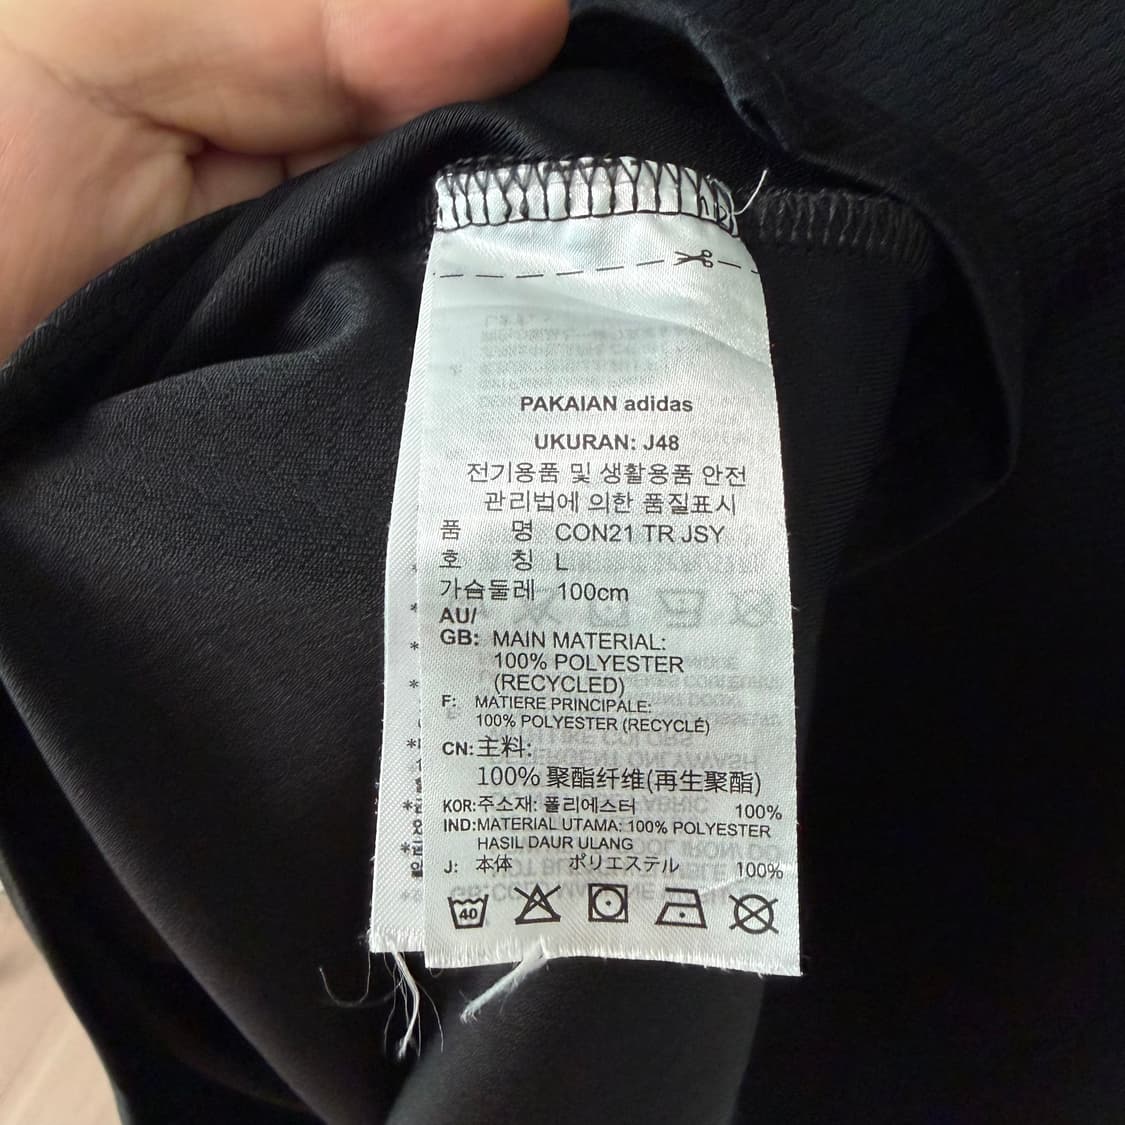 PAKAIAN adidas
UKURAN: J48
전기용품 및 생활용품 안전
관리법에 의한 품질표시
품 명 CON21 TR JSY
호 칭 L
가슴둘레 100cm
AU/
GB: MAIN MATERIAL:
100% POLYESTER
(RECYCLED)
F: MATIERE PRINCIPALE:
100% POLYESTER (RECYCLÉ)
CN: 主料:
100% 聚酯纤维(再生聚酯)
KOR: 주소재: 폴리에스터 100%
IND: MATERIAL UTAMA: 100% POLYESTER
HASIL DAUR ULANG
J: 本体 ポリエステル 100%
40